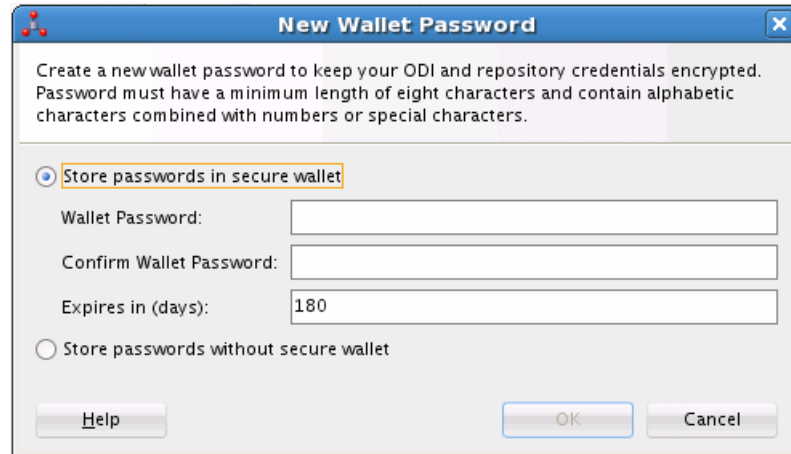 New Wallet Password
Create a new wallet password to keep your ODI and repository credentials encrypted.
Password must have a minimum length of eight characters and contain alphabetic
characters combined with numbers or special characters.
Store passwords in secure wallet
Wallet Password:
Confirm Wallet Password:
Expires in (days): 180
Store passwords without secure wallet
Help OK Cancel